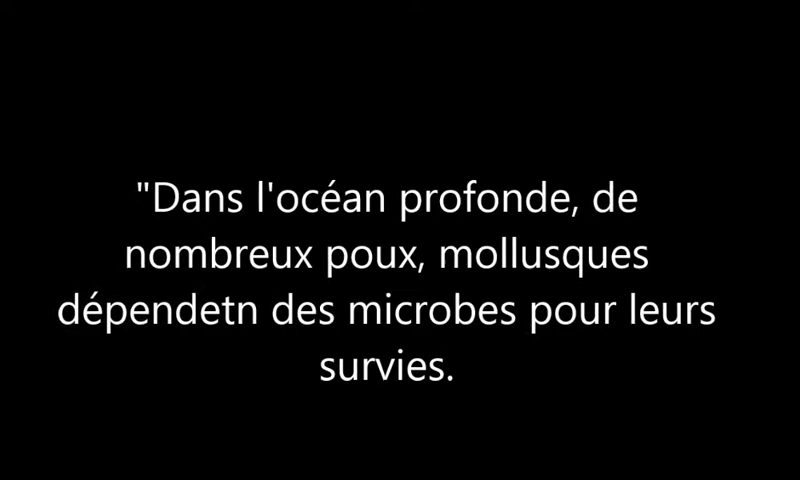 "Dans l'océan profonde, de
nombreux poux, mollusques
dépendetn des microbes pour leurs
survies.